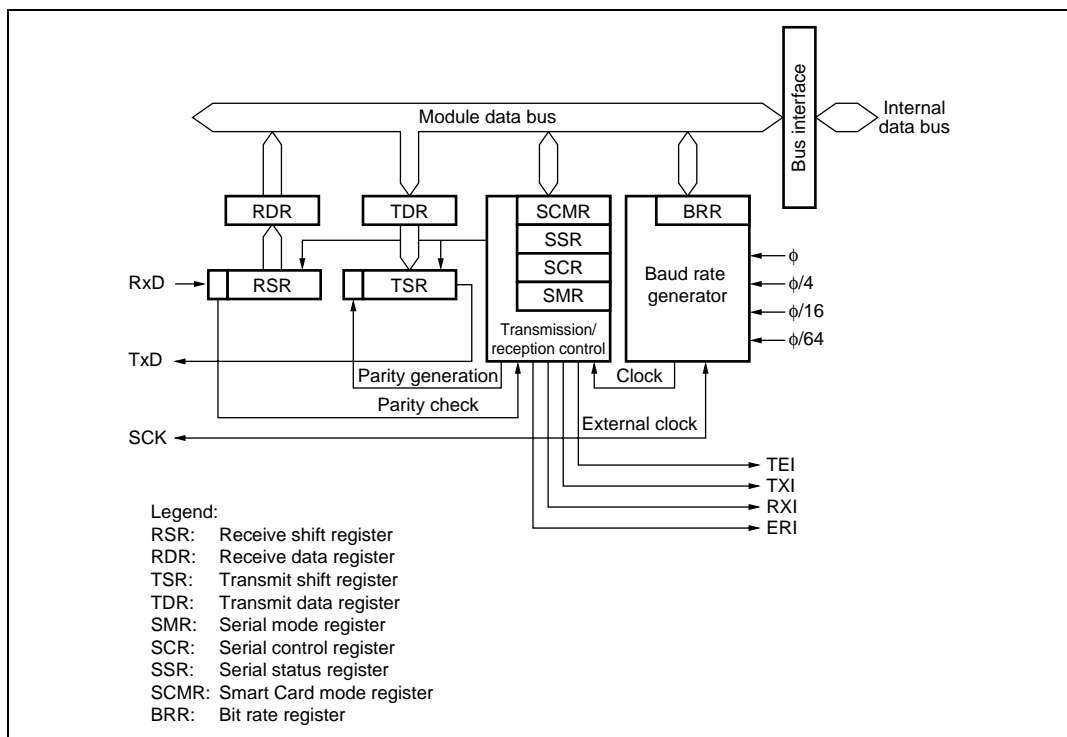 Module data bus
Bus interface
Internal
data bus
RDR
TDR
SCMR
BRR
SSR
SCR
SMR
RxD
RSR
TSR
Baud rate
generator
ϕ
ϕ/4
ϕ/16
ϕ/64
Transmission/
reception control
TxD
Parity generation
Clock
Parity check
External clock
SCK
TEI
TXI
RXI
ERI
Legend:
RSR: Receive shift register
RDR: Receive data register
TSR: Transmit shift register
TDR: Transmit data register
SMR: Serial mode register
SCR: Serial control register
SSR: Serial status register
SCMR: Smart Card mode register
BRR: Bit rate register